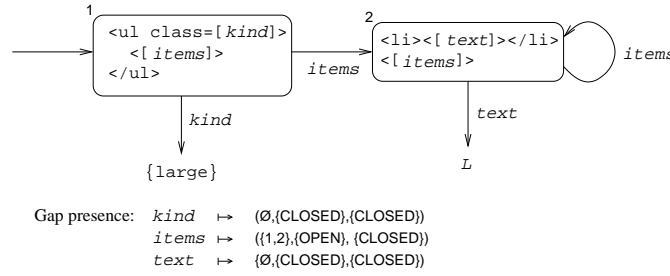 1
<ul class=[kind]>
<[items]>
</ul>
items
2
<li><[text]></li>
<[items]>
items
kind
text
{large}
L
Gap presence: kind ↦ (Ø,{CLOSED},{CLOSED})
items ↦ ({1,2},{OPEN}, {CLOSED})
text ↦ {Ø,{CLOSED},{CLOSED})